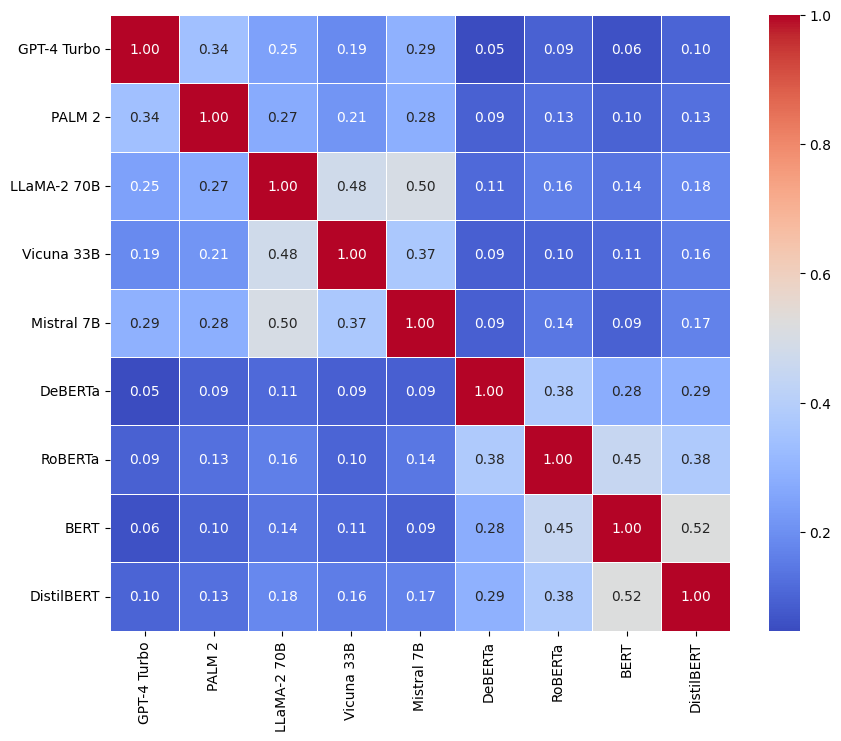 GPT-4 Turbo 1.00 0.34 0.25 0.19 0.29 0.05 0.09 0.06 0.10
PALM 2 0.34 1.00 0.27 0.21 0.28 0.09 0.13 0.10 0.13
LLaMA-2 70B 0.25 0.27 1.00 0.48 0.50 0.11 0.16 0.14 0.18
Vicuna 33B 0.19 0.21 0.48 1.00 0.37 0.09 0.10 0.11 0.16
Mistral 7B 0.29 0.28 0.50 0.37 1.00 0.09 0.14 0.09 0.17
DeBERTa 0.05 0.09 0.11 0.09 0.09 1.00 0.38 0.28 0.29
RoBERTa 0.09 0.13 0.16 0.10 0.14 0.38 1.00 0.45 0.38
BERT 0.06 0.10 0.14 0.11 0.09 0.28 0.45 1.00 0.52
DistilBERT 0.10 0.13 0.18 0.16 0.17 0.29 0.38 0.52 1.00
GPT-4 Turbo
PALM 2
LLaMA-2 70B
Vicuna 33B
Mistral 7B
DeBERTa
RoBERTa
BERT
DistilBERT
1.0
0.8
0.6
0.4
0.2